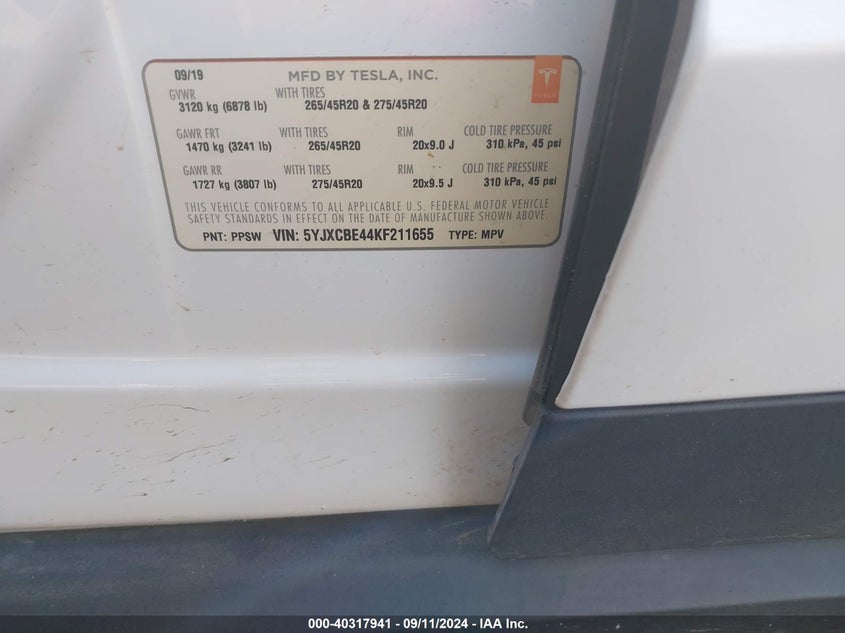 09/19 MFD BY TESLA, INC.
GVWR WITH TIRES
3120 kg (6878 lb) 265/45R20 & 275/45R20
TESLA
GAWR FRT WITH TIRES RIM COLD TIRE PRESSURE
1470 kg (3241 lb) 265/45R20 20x9.0 J 310 kPa, 45 psi
GAWR RR WITH TIRES RIM COLD TIRE PRESSURE
1727 kg (3807 lb) 275/45R20 20x9.5 J 310 kPa, 45 psi
THIS VEHICLE CONFORMS TO ALL APPLICABLE U.S. FEDERAL MOTOR VEHICLE
SAFETY STANDARDS IN EFFECT ON THE DATE OF MANUFACTURE SHOWN ABOVE.
PNT: PPSW VIN: 5YJXCBE44KF211655 TYPE: MPV
000-40317941 - 09/11/2024 - IAA Inc.